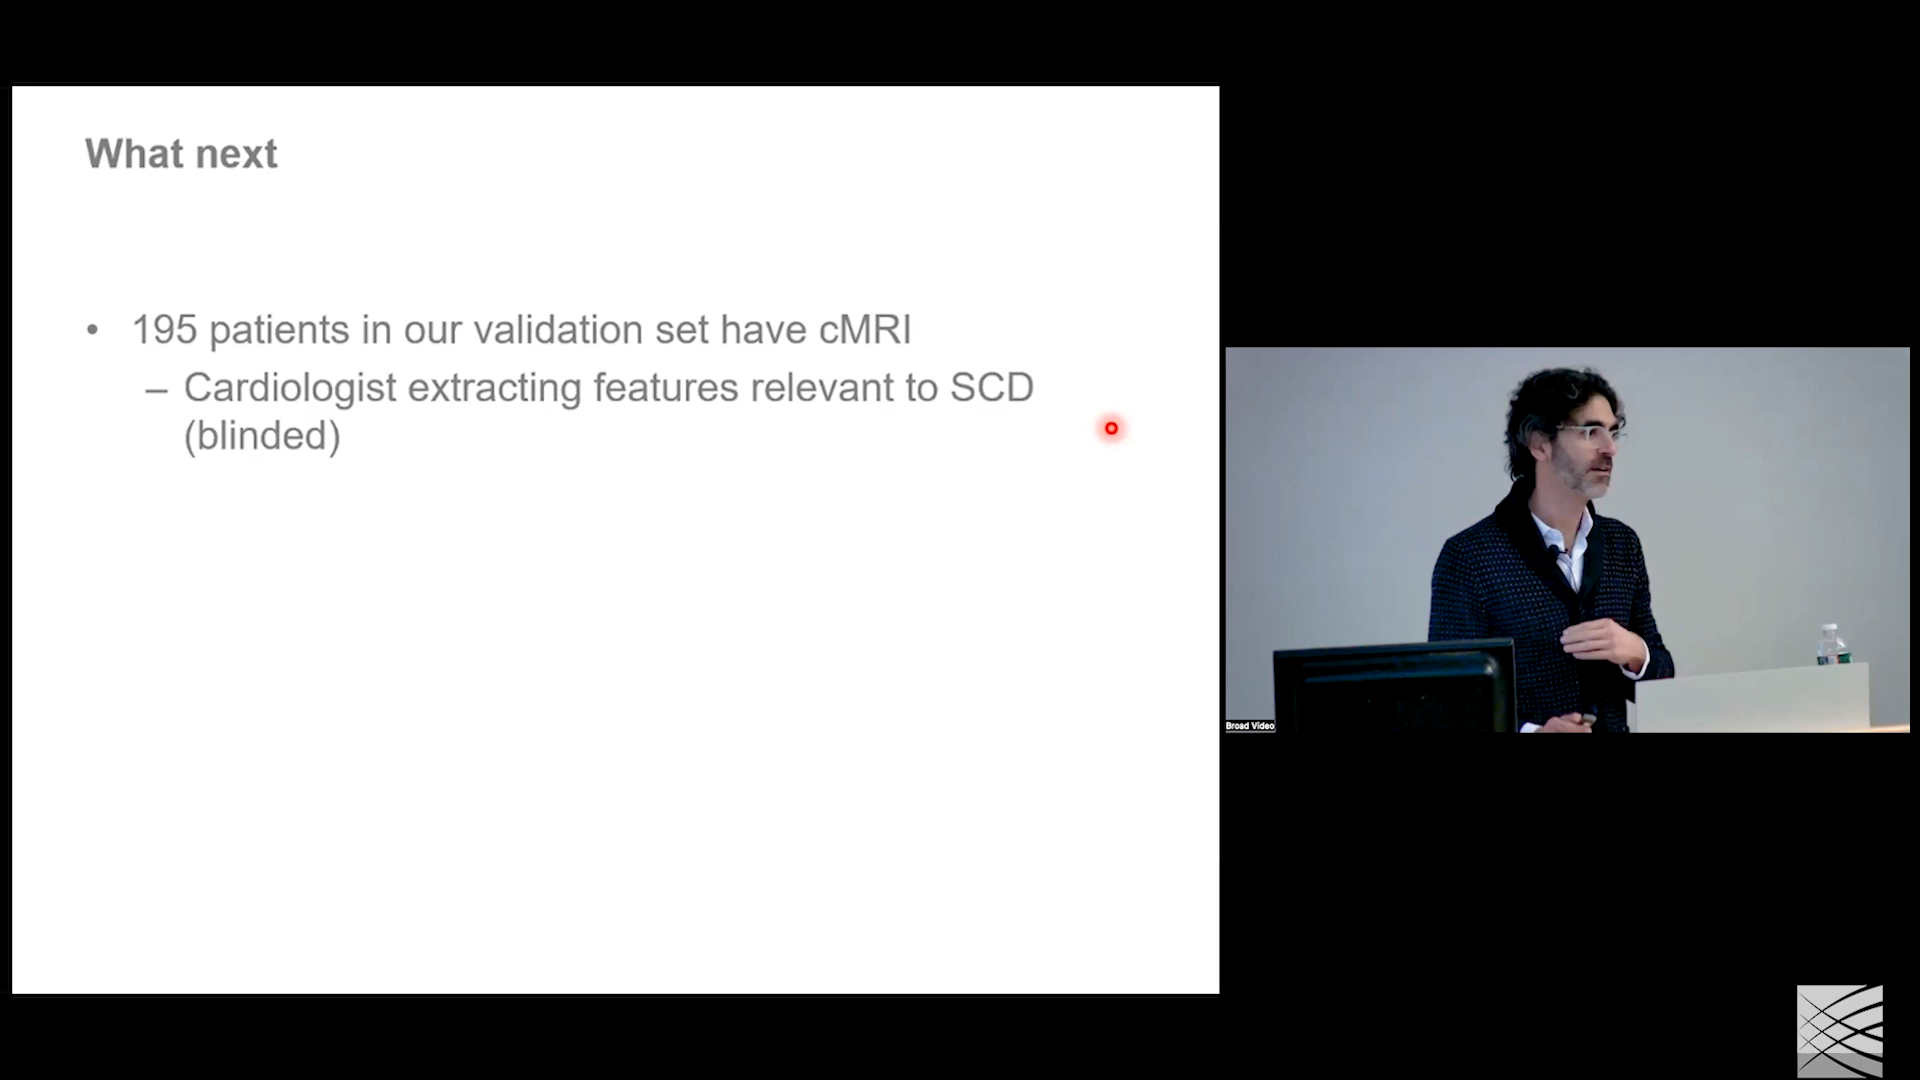 What next
• 195 patients in our validation set have cMRI
– Cardiologist extracting features relevant to SCD
(blinded)
Broad Video